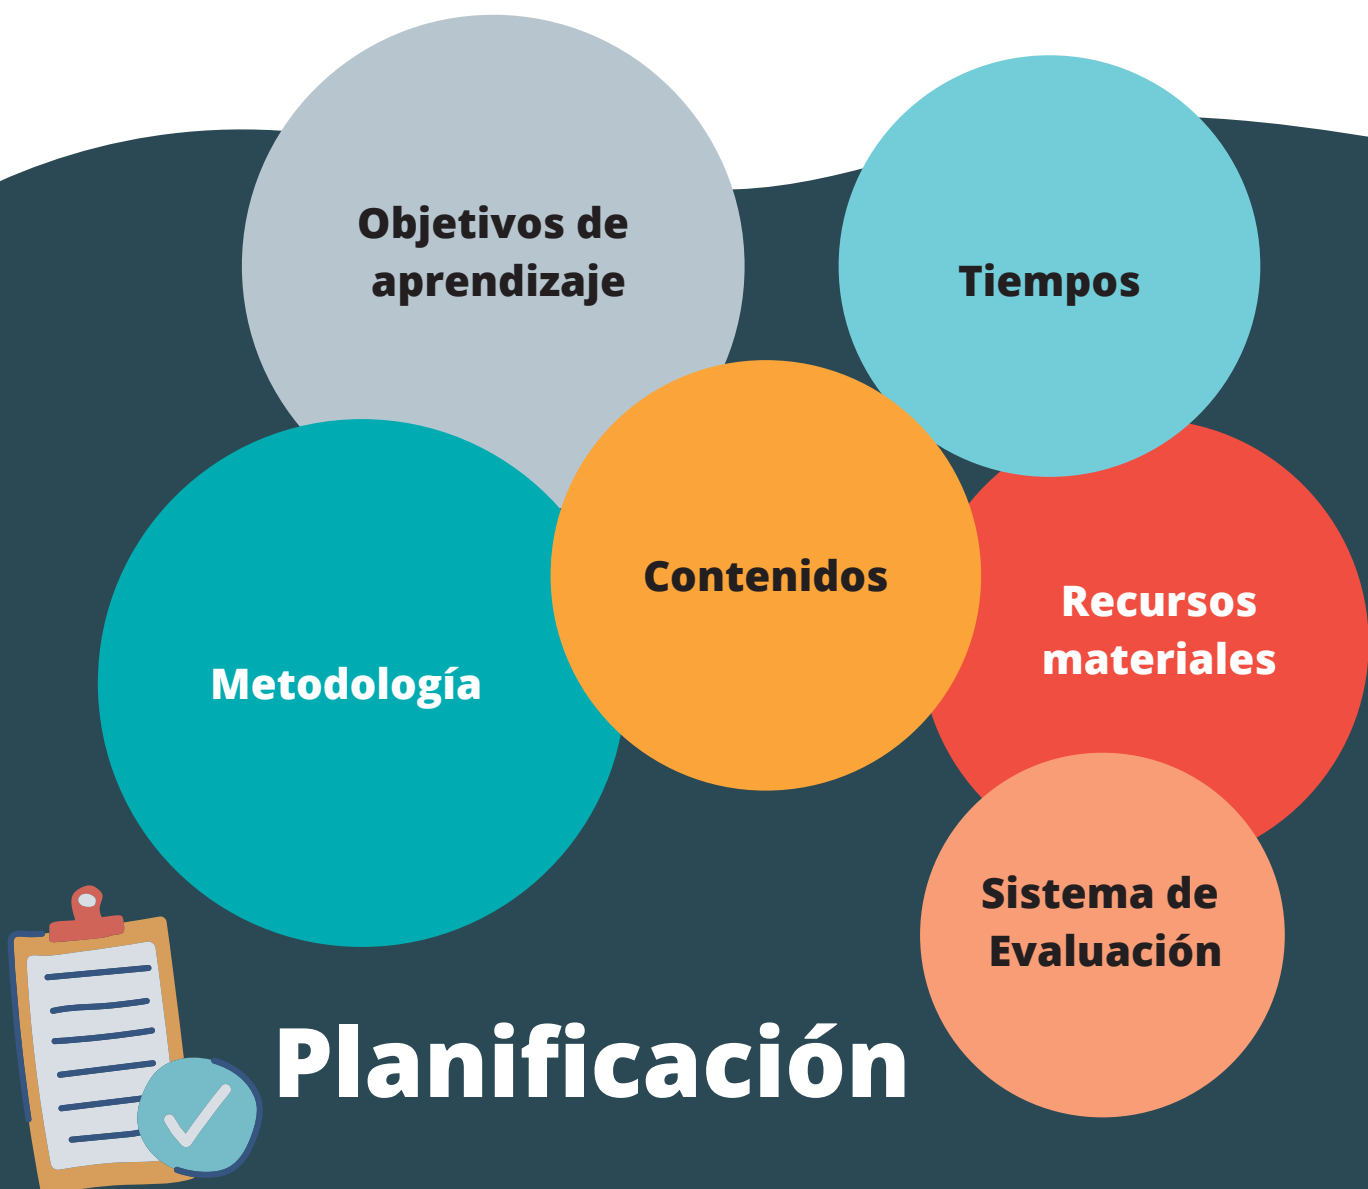 Objetivos de
aprendizaje
Tiempos
Contenidos
Recursos
materiales
Metodología
Sistema de
Evaluación
Planificación